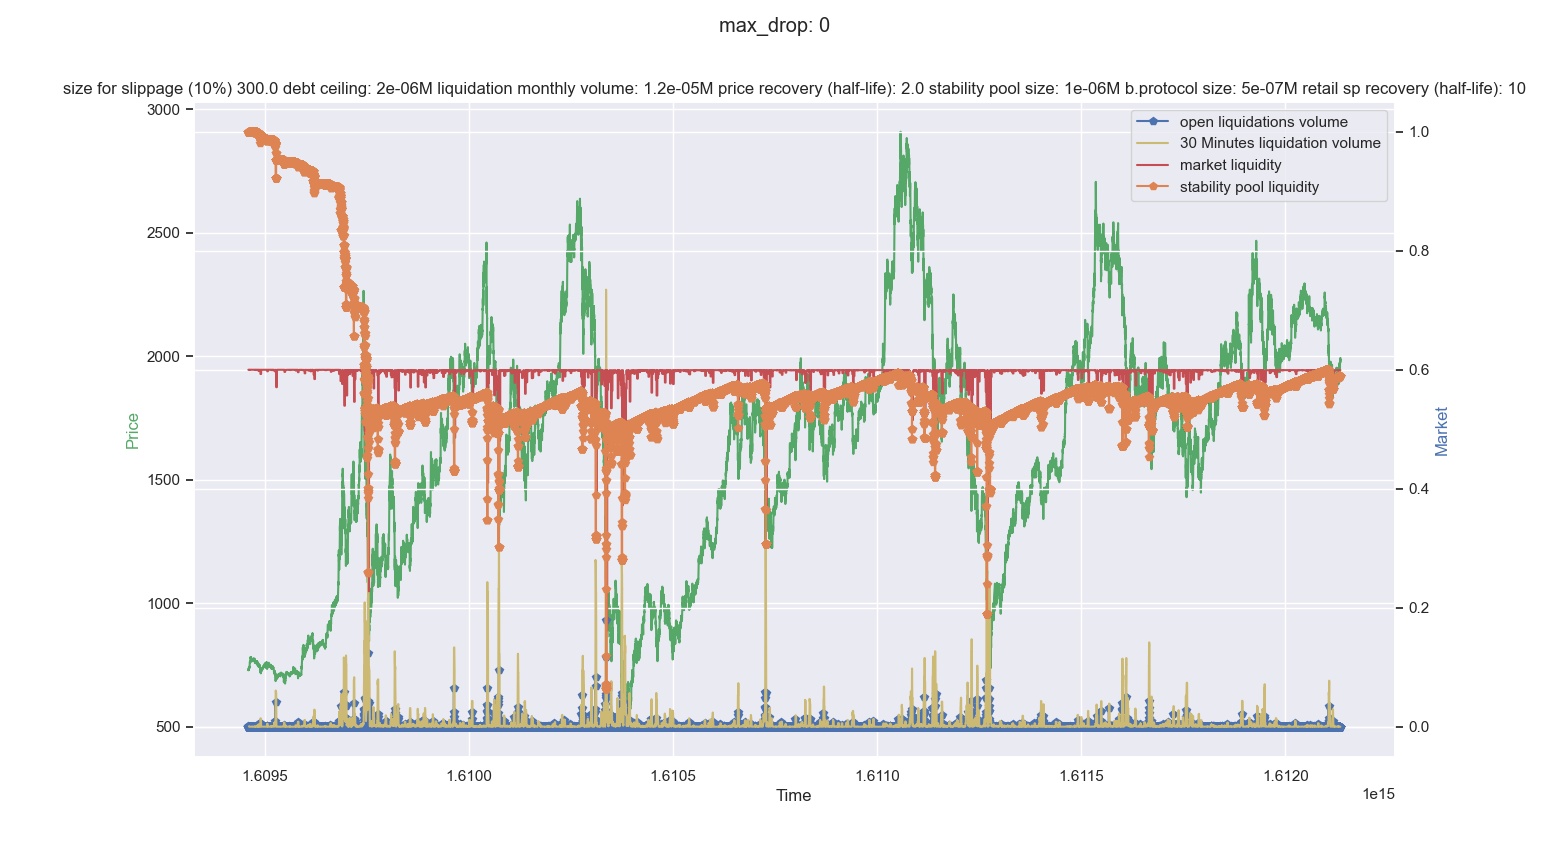 max_drop: 0
size for slippage (10%) 300.0 debt ceiling: 2e-06M liquidation monthly volume: 1.2e-05M price recovery (half-life): 2.0 stability pool size: 1e-06M b.protocol size: 5e-07M retail sp recovery (half-life): 10
open liquidations volume
30 Minutes liquidation volume
market liquidity
stability pool liquidity
3000
2500
2000
1500
1000
500
Price
1.0
0.8
0.6
0.4
0.2
0.0
Market
1.6095
1.6100
1.6105
1.6110
1.6115
1.6120
1e15
Time